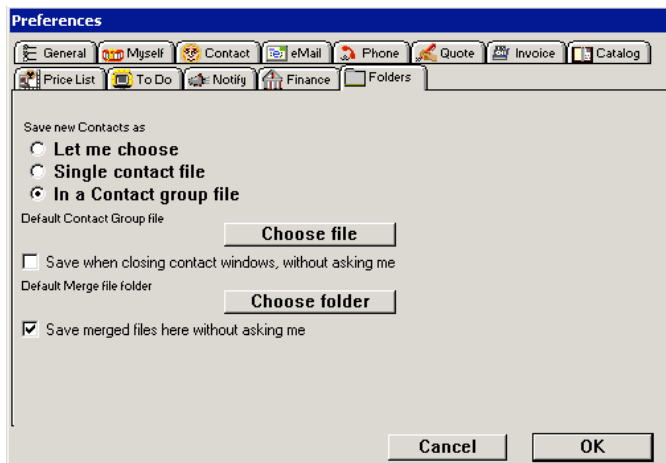 Preferences
General Myself Contact eMail Phone Quote Invoice Catalog
Price List To Do Notify Finance Folders
Save new Contacts as
Let me choose
Single contact file
In a Contact group file
Default Contact Group file
Choose file
Save when closing contact windows, without asking me
Default Merge file folder
Choose folder
Save merged files here without asking me
Cancel OK